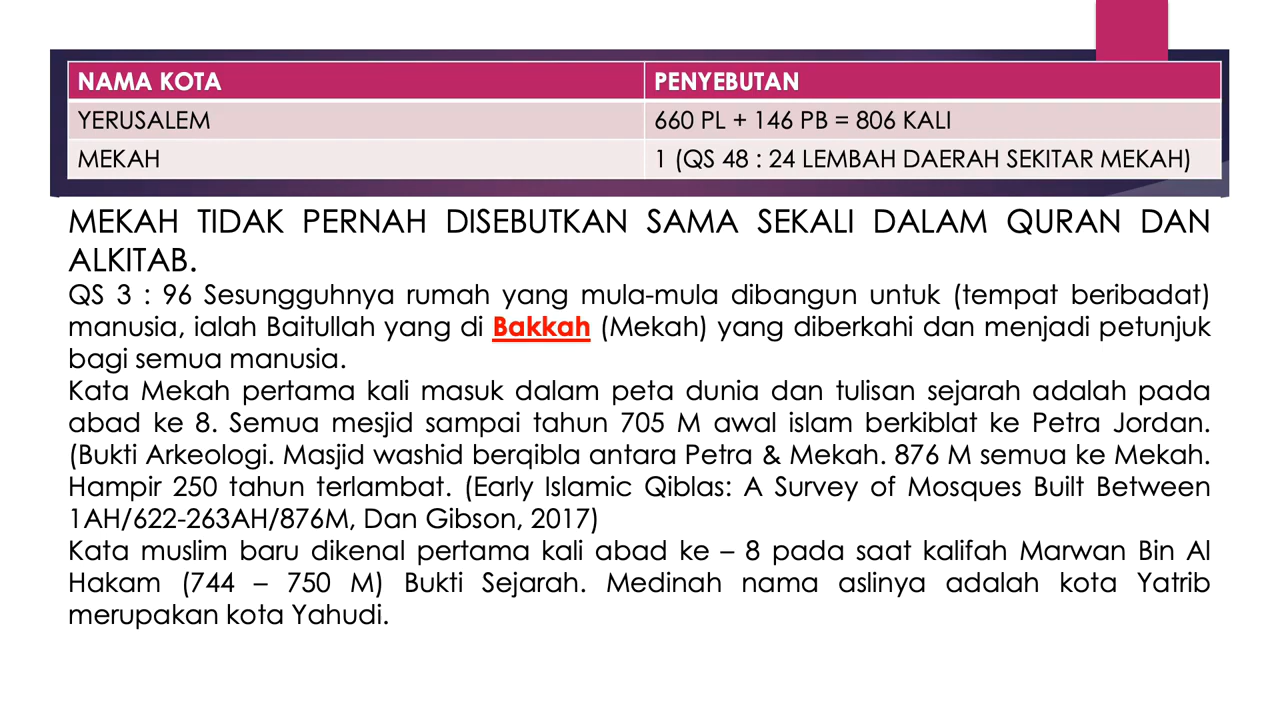 NAMA KOTA PENYEBUTAN
YERUSALEM 660 PL + 146 PB = 806 KALI
MEKAH 1 (QS 48 : 24 LEMBAH DAERAH SEKITAR MEKAH)
MEKAH TIDAK PERNAH DISEBUTKAN SAMA SEKALI DALAM QURAN DAN
ALKITAB.
QS 3 : 96 Sesungguhnya rumah yang mula-mula dibangun untuk (tempat beribadat)
manusia, ialah Baitullah yang di Bakkah (Mekah) yang diberkahi dan menjadi petunjuk
bagi semua manusia.
Kata Mekah pertama kali masuk dalam peta dunia dan tulisan sejarah adalah pada
abad ke 8. Semua mesjid sampai tahun 705 M awal islam berkiblat ke Petra Jordan.
(Bukti Arkeologi. Masjid washid berqibla antara Petra & Mekah. 876 M semua ke Mekah.
Hampir 250 tahun terlambat. (Early Islamic Qiblas: A Survey of Mosques Built Between
1AH/622-263AH/876M, Dan Gibson, 2017)
Kata muslim baru dikenal pertama kali abad ke – 8 pada saat kalifah Marwan Bin Al
Hakam (744 – 750 M) Bukti Sejarah. Medinah nama aslinya adalah kota Yatrib
merupakan kota Yahudi.